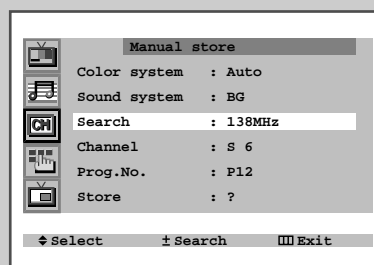 Manual store
Color system : Auto
Sound system : BG
CH Search : 138MHz
Channel : S 6
Prog.No. : P12
Store : ?
Select ± Search Exit